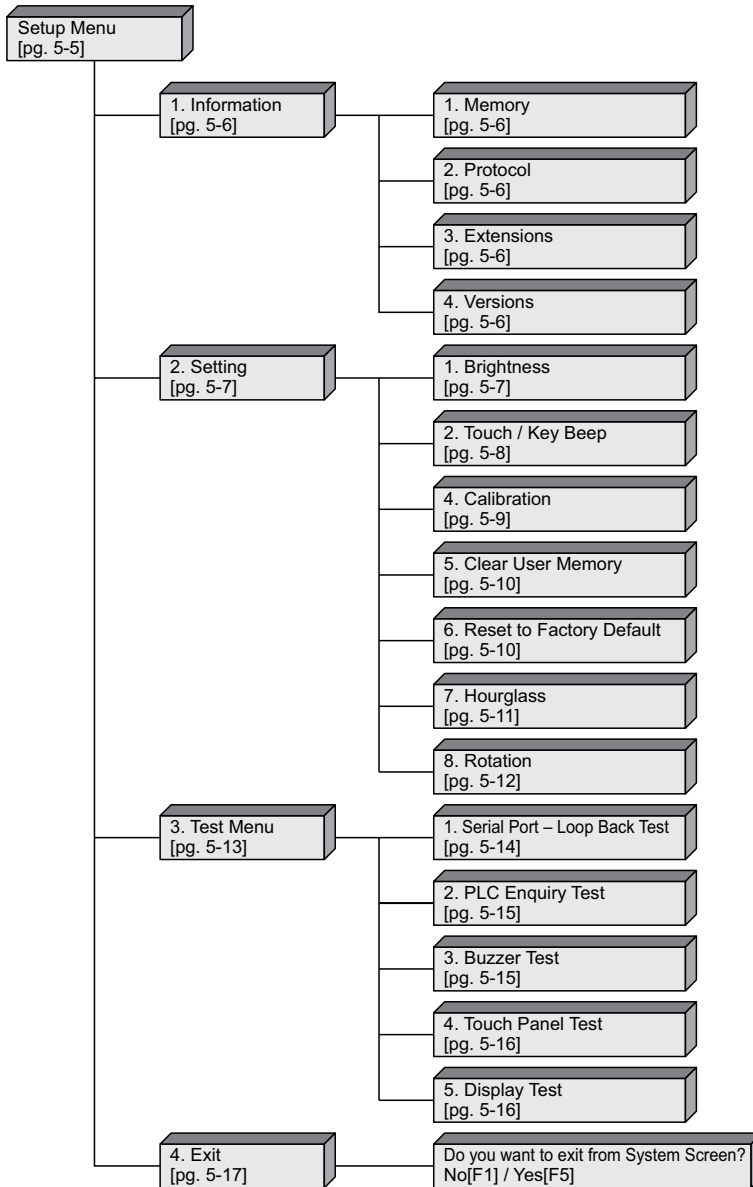 Setup Menu
[pg. 5-5]
1. Information
[pg. 5-6]
1. Memory
[pg. 5-6]
2. Protocol
[pg. 5-6]
3. Extensions
[pg. 5-6]
4. Versions
[pg. 5-6]
2. Setting
[pg. 5-7]
1. Brightness
[pg. 5-7]
2. Touch / Key Beep
[pg. 5-8]
4. Calibration
[pg. 5-9]
5. Clear User Memory
[pg. 5-10]
6. Reset to Factory Default
[pg. 5-10]
7. Hourglass
[pg. 5-11]
8. Rotation
[pg. 5-12]
3. Test Menu
[pg. 5-13]
1. Serial Port – Loop Back Test
[pg. 5-14]
2. PLC Enquiry Test
[pg. 5-15]
3. Buzzer Test
[pg. 5-15]
4. Touch Panel Test
[pg. 5-16]
5. Display Test
[pg. 5-16]
4. Exit
[pg. 5-17]
Do you want to exit from System Screen?
No[F1] / Yes[F5]